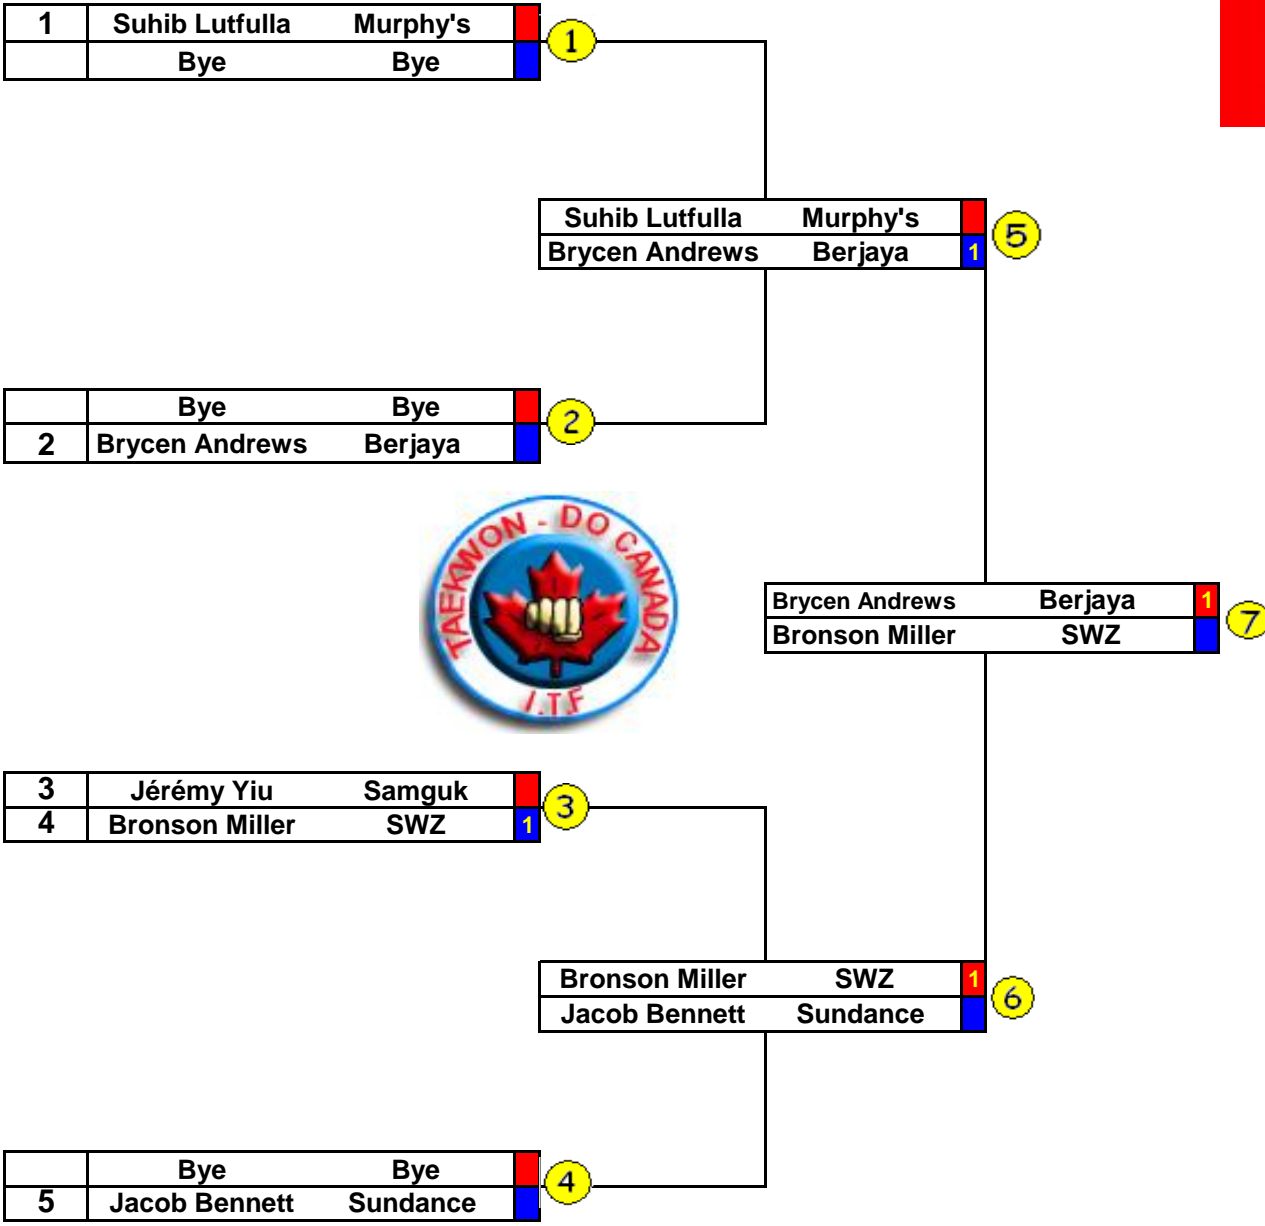 1 Suhib Lutfulla Murphy's
Bye Bye
1
Suhib Lutfulla Murphy's
Brycen Andrews Berjaya 1
5
Bye Bye
2 Brycen Andrews Berjaya
2
TAEKWON - DO CANADA
I.T.F
Brycen Andrews Berjaya 1
Bronson Miller SWZ
7
3 Jérémy Yiu Samguk
4 Bronson Miller SWZ 1
3
Bronson Miller SWZ 1
Jacob Bennett Sundance
6
Bye Bye
5 Jacob Bennett Sundance
4